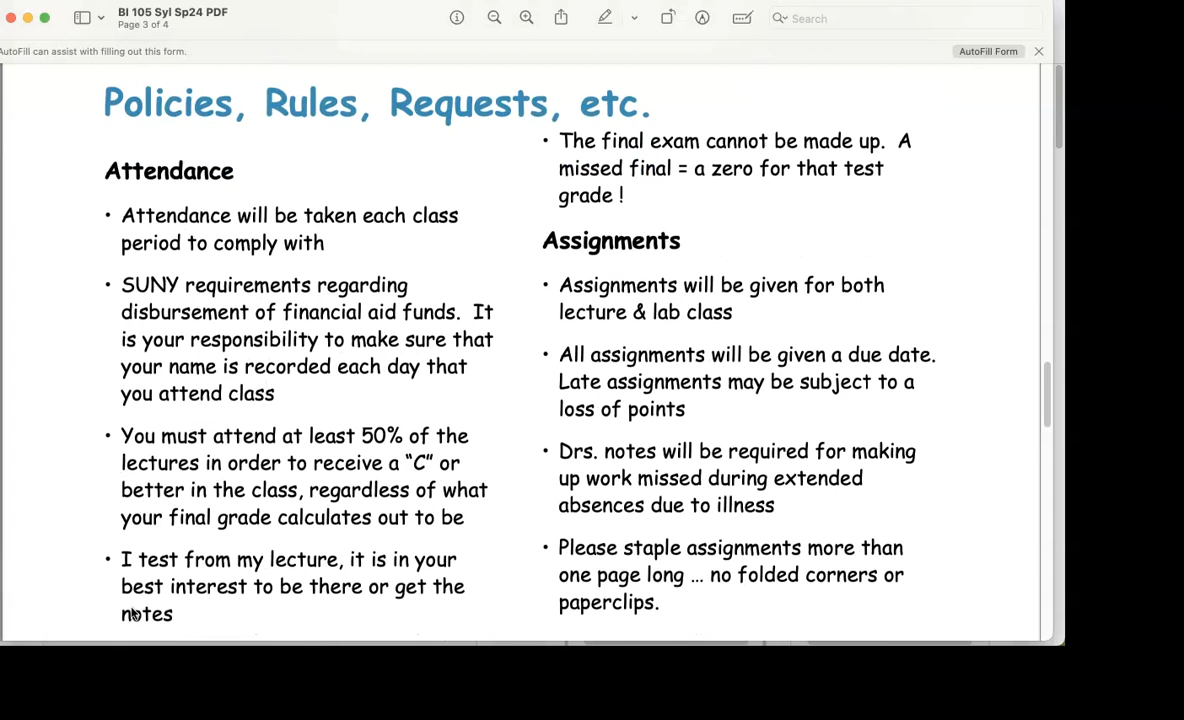 BI 105 Syl Sp24 PDF
Page 3 of 4
Search
AutoFill can assist with filling out this form.
AutoFill Form
Policies, Rules, Requests, etc.
Attendance
• Attendance will be taken each class
period to comply with
• SUNY requirements regarding
disbursement of financial aid funds. It
is your responsibility to make sure that
your name is recorded each day that
you attend class
• You must attend at least 50% of the
lectures in order to receive a “C” or
better in the class, regardless of what
your final grade calculates out to be
• I test from my lecture, it is in your
best interest to be there or get the
notes
• The final exam cannot be made up. A
missed final = a zero for that test
grade !
Assignments
• Assignments will be given for both
lecture & lab class
• All assignments will be given a due date.
Late assignments may be subject to a
loss of points
• Drs. notes will be required for making
up work missed during extended
absences due to illness
• Please staple assignments more than
one page long … no folded corners or
paperclips.